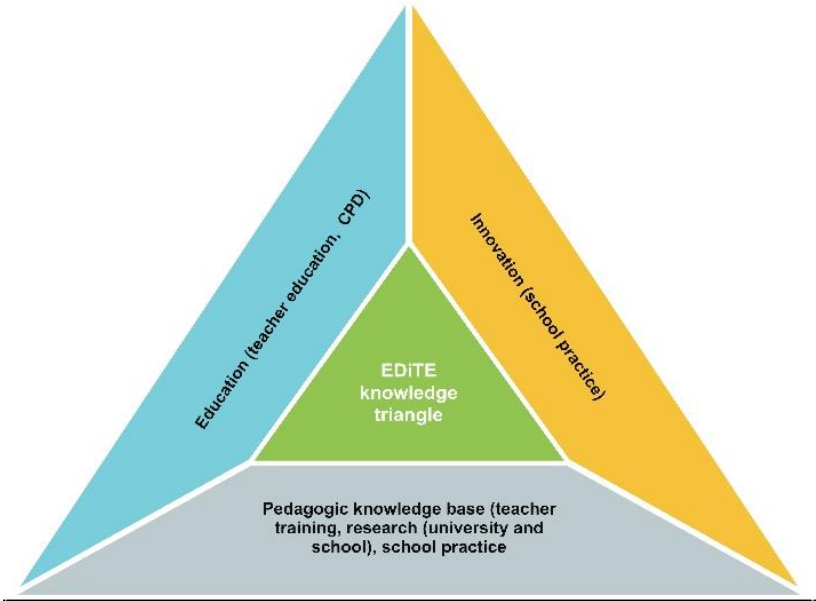 Education (teacher education, CPD)
Innovation (school practice)
EDiTE
knowledge
triangle
Pedagogic knowledge base (teacher
training, research (university and
school), school practice